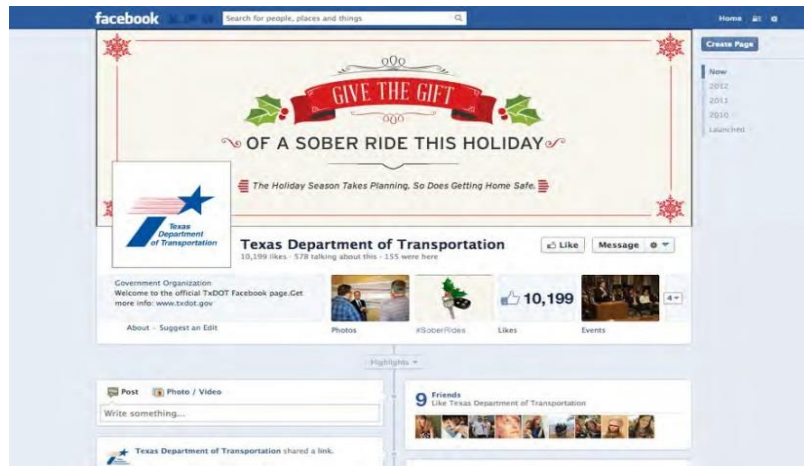 facebook
Search for people, places and things
Home
Create Page
Now
2012
2011
2010
Launched
GIVE THE GIFT
OF A SOBER RIDE THIS HOLIDAY
The Holiday Season Takes Planning, So Does Getting Home Safe.
Texas
Department
of Transportation
Texas Department of Transportation
10,199 likes · 578 talking about this · 155 were here
Like
Message
Government Organization
Welcome to the official TxDOT Facebook page.Get
more info: www.txdot.gov
About – Suggest an Edit
10,199
4
Photos
#SoberRides
Likes
Events
Highlights
Post
Photo / Video
Write something...
9 Friends
Like Texas Department of Transportation
Texas Department of Transportation shared a link.